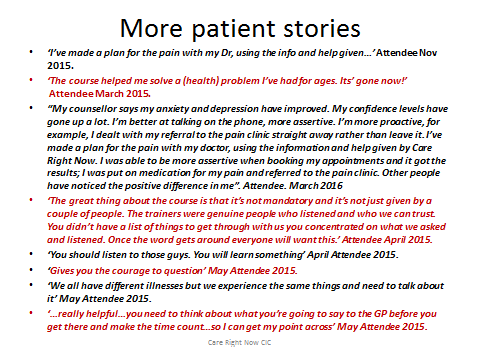 More patient stories
• ‘I’ve made a plan for the pain with my Dr, using the info and help given...’ Attendee Nov
2015.
• ‘The course helped me solve a (health) problem I’ve had for ages. Its’ gone now!’
Attendee March 2015.
• “My counsellor says my anxiety and depression have improved. My confidence levels have
gone up a lot. I’m better at talking on the phone, more assertive. I’m more proactive, for
example, I dealt with my referral to the pain clinic straight away rather than leave it. I’ve
made a plan for the pain with my doctor, using the information and help given by Care
Right Now. I was able to be more assertive when booking my appointments and it got the
results; I was put on medication for my pain and referred to the pain clinic. Other people
have noticed the positive difference in me”. Attendee. March 2016
• ‘The great thing about the course is that it’s not mandatory and it’s not just given by a
couple of people. The trainers were genuine people who listened and who we can trust.
You didn’t have a list of things to get through with us you concentrated on what we asked
and listened. Once the word gets around everyone will want this.’ Attendee April 2015.
• ‘You should listen to those guys. You will learn something’ April Attendee 2015.
• ‘Gives you the courage to question’ May Attendee 2015.
• ‘We all have different illnesses but we experience the same things and need to talk about
it’ May Attendee 2015.
• ‘...really helpful...you need to think about what you’re going to say to the GP before you
get there and make the time count...so I can get my point across’ May Attendee 2015.
Care Right Now CIC